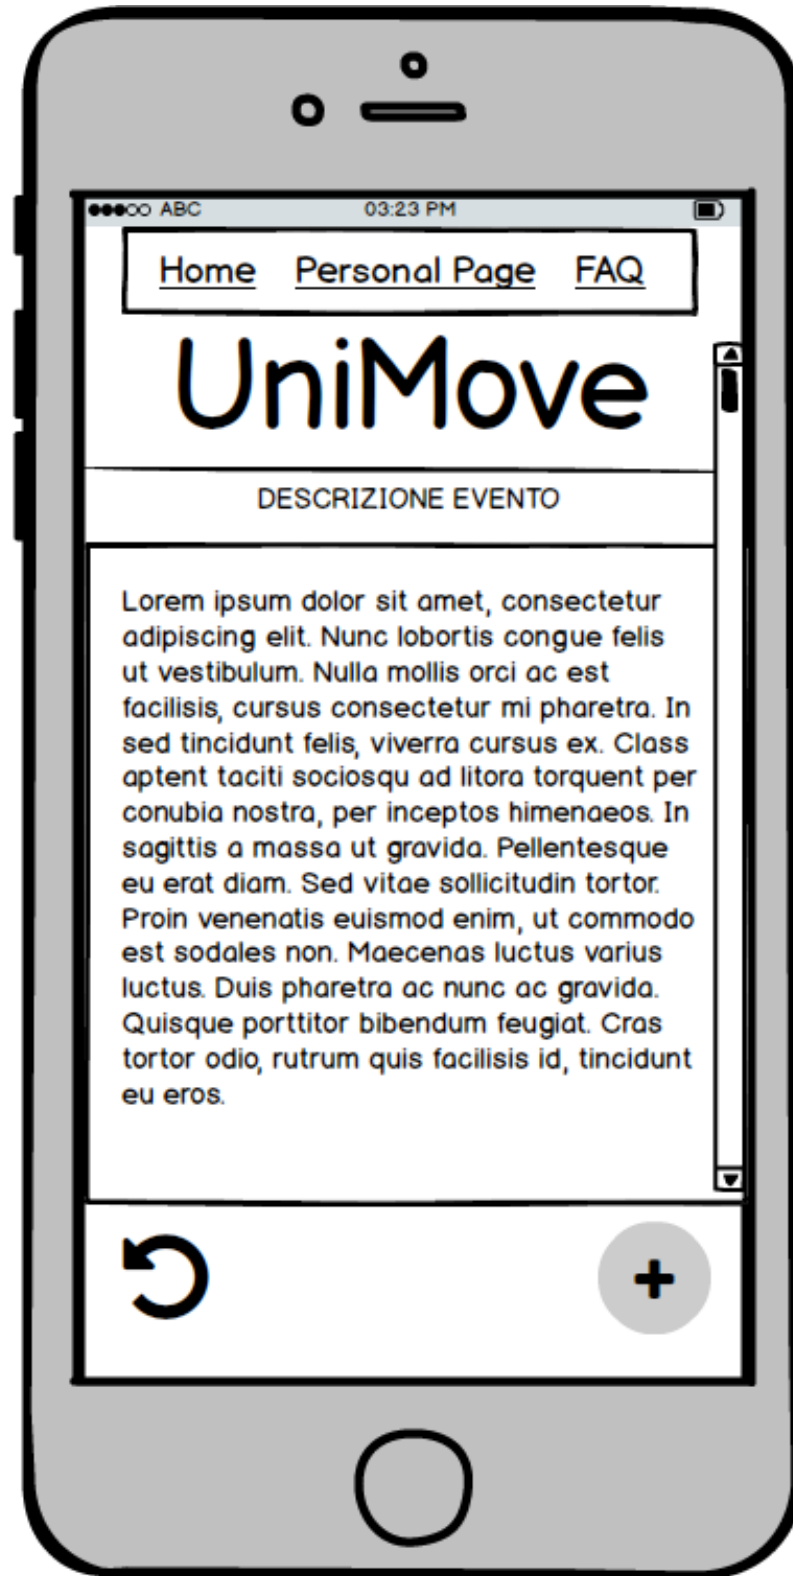 ABC 03:23 PM
Home Personal Page FAQ
UniMove
DESCRIZIONE EVENTO
Lorem ipsum dolor sit amet, consectetur
adipiscing elit. Nunc lobortis congue felis
ut vestibulum. Nulla mollis orci ac est
facilisis, cursus consectetur mi pharetra. In
sed tincidunt felis, viverra cursus ex. Class
aptent taciti sociosqu ad litora torquent per
conubia nostra, per inceptos himenaeos. In
sagittis a massa ut gravida. Pellentesque
eu erat diam. Sed vitae sollicitudin tortor.
Proin venenatis euismod enim, ut commodo
est sodales non. Maecenas luctus varius
luctus. Duis pharetra ac nunc ac gravida.
Quisque porttitor bibendum feugiat. Cras
tortor odio, rutrum quis facilisis id, tincidunt
eu eros.